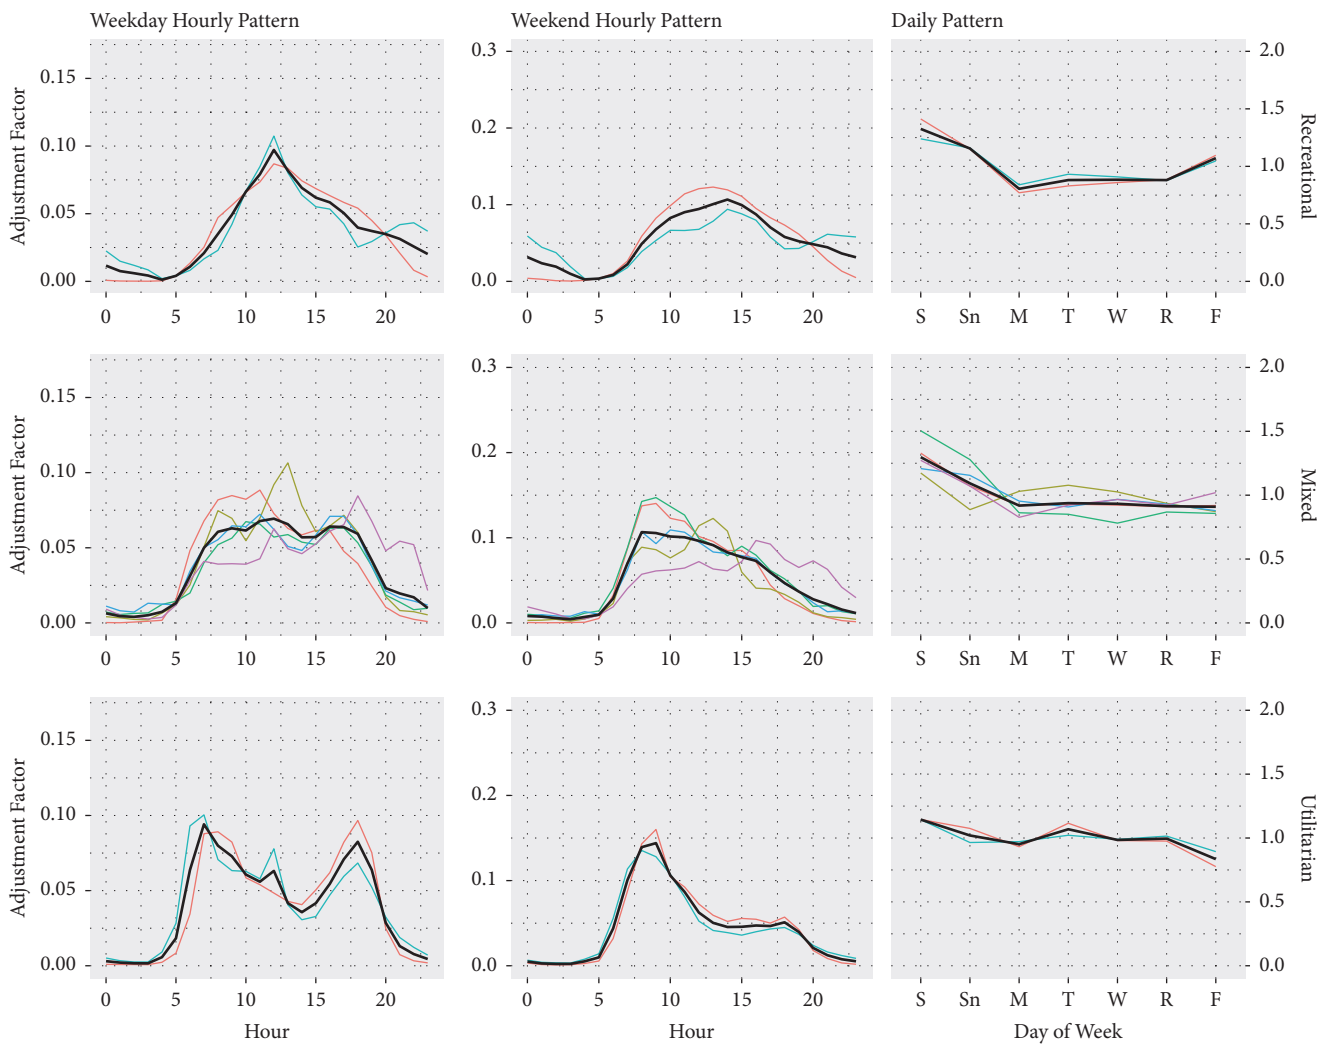 Weekday Hourly Pattern
Weekend Hourly Pattern
Daily Pattern
Adjustment Factor
0.15
0.10
0.05
0.00
0 5 10 15 20
0.3
0.2
0.1
0.0
0 5 10 15 20
2.0
1.5
1.0
0.5
0.0
S Sn M T W R F
Recreational
Adjustment Factor
0.15
0.10
0.05
0.00
0 5 10 15 20
0.3
0.2
0.1
0.0
0 5 10 15 20
2.0
1.5
1.0
0.5
0.0
S Sn M T W R F
Mixed
Adjustment Factor
0.15
0.10
0.05
0.00
0 5 10 15 20
Hour
0.3
0.2
0.1
0.0
0 5 10 15 20
Hour
2.0
1.5
1.0
0.5
0.0
S Sn M T W R F
Day of Week
Utilitarian